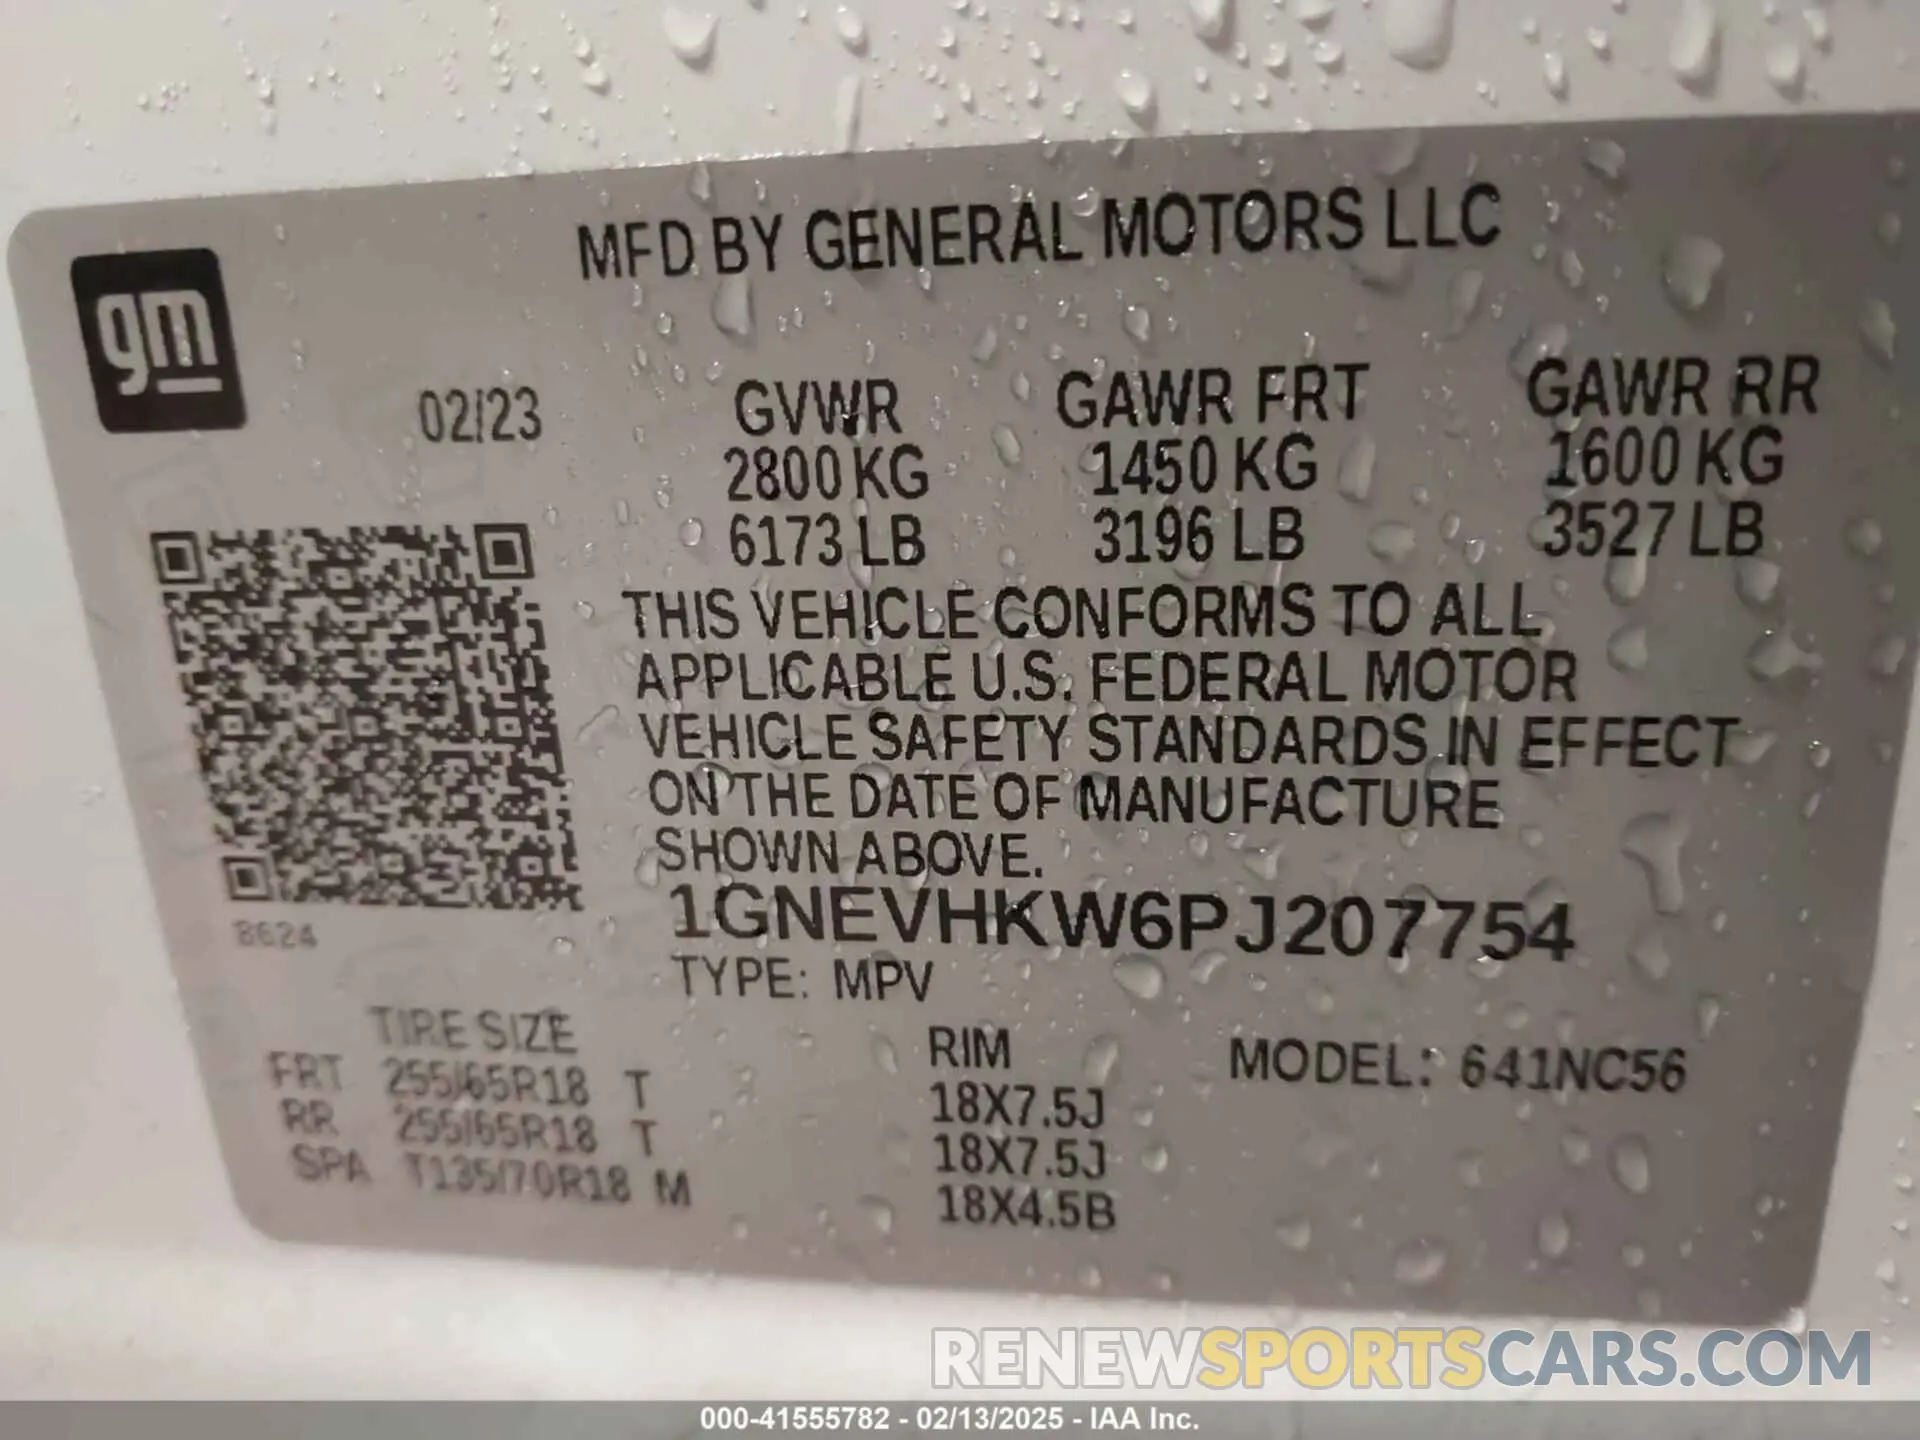 MFD BY GENERAL MOTORS LLC
gm
02/23
GVWR GAWR FRT GAWR RR
2800 KG 1450 KG 1600 KG
6173 LB 3196 LB 3527 LB
THIS VEHICLE CONFORMS TO ALL
APPLICABLE U.S. FEDERAL MOTOR
VEHICLE SAFETY STANDARDS IN EFFECT
ON THE DATE OF MANUFACTURE
SHOWN ABOVE.
1GNEVHKW6PJ207754
8624
TYPE: MPV
TIRE SIZE RIM MODEL: 641NC56
FRT 255/65R18 T 18X7.5J
RR 255/65R18 T 18X7.5J
SPA T135/70R18 M 18X4.5B
RENEWSPORTSCARS.COM
000-41555782 - 02/13/2025 - IAA Inc.